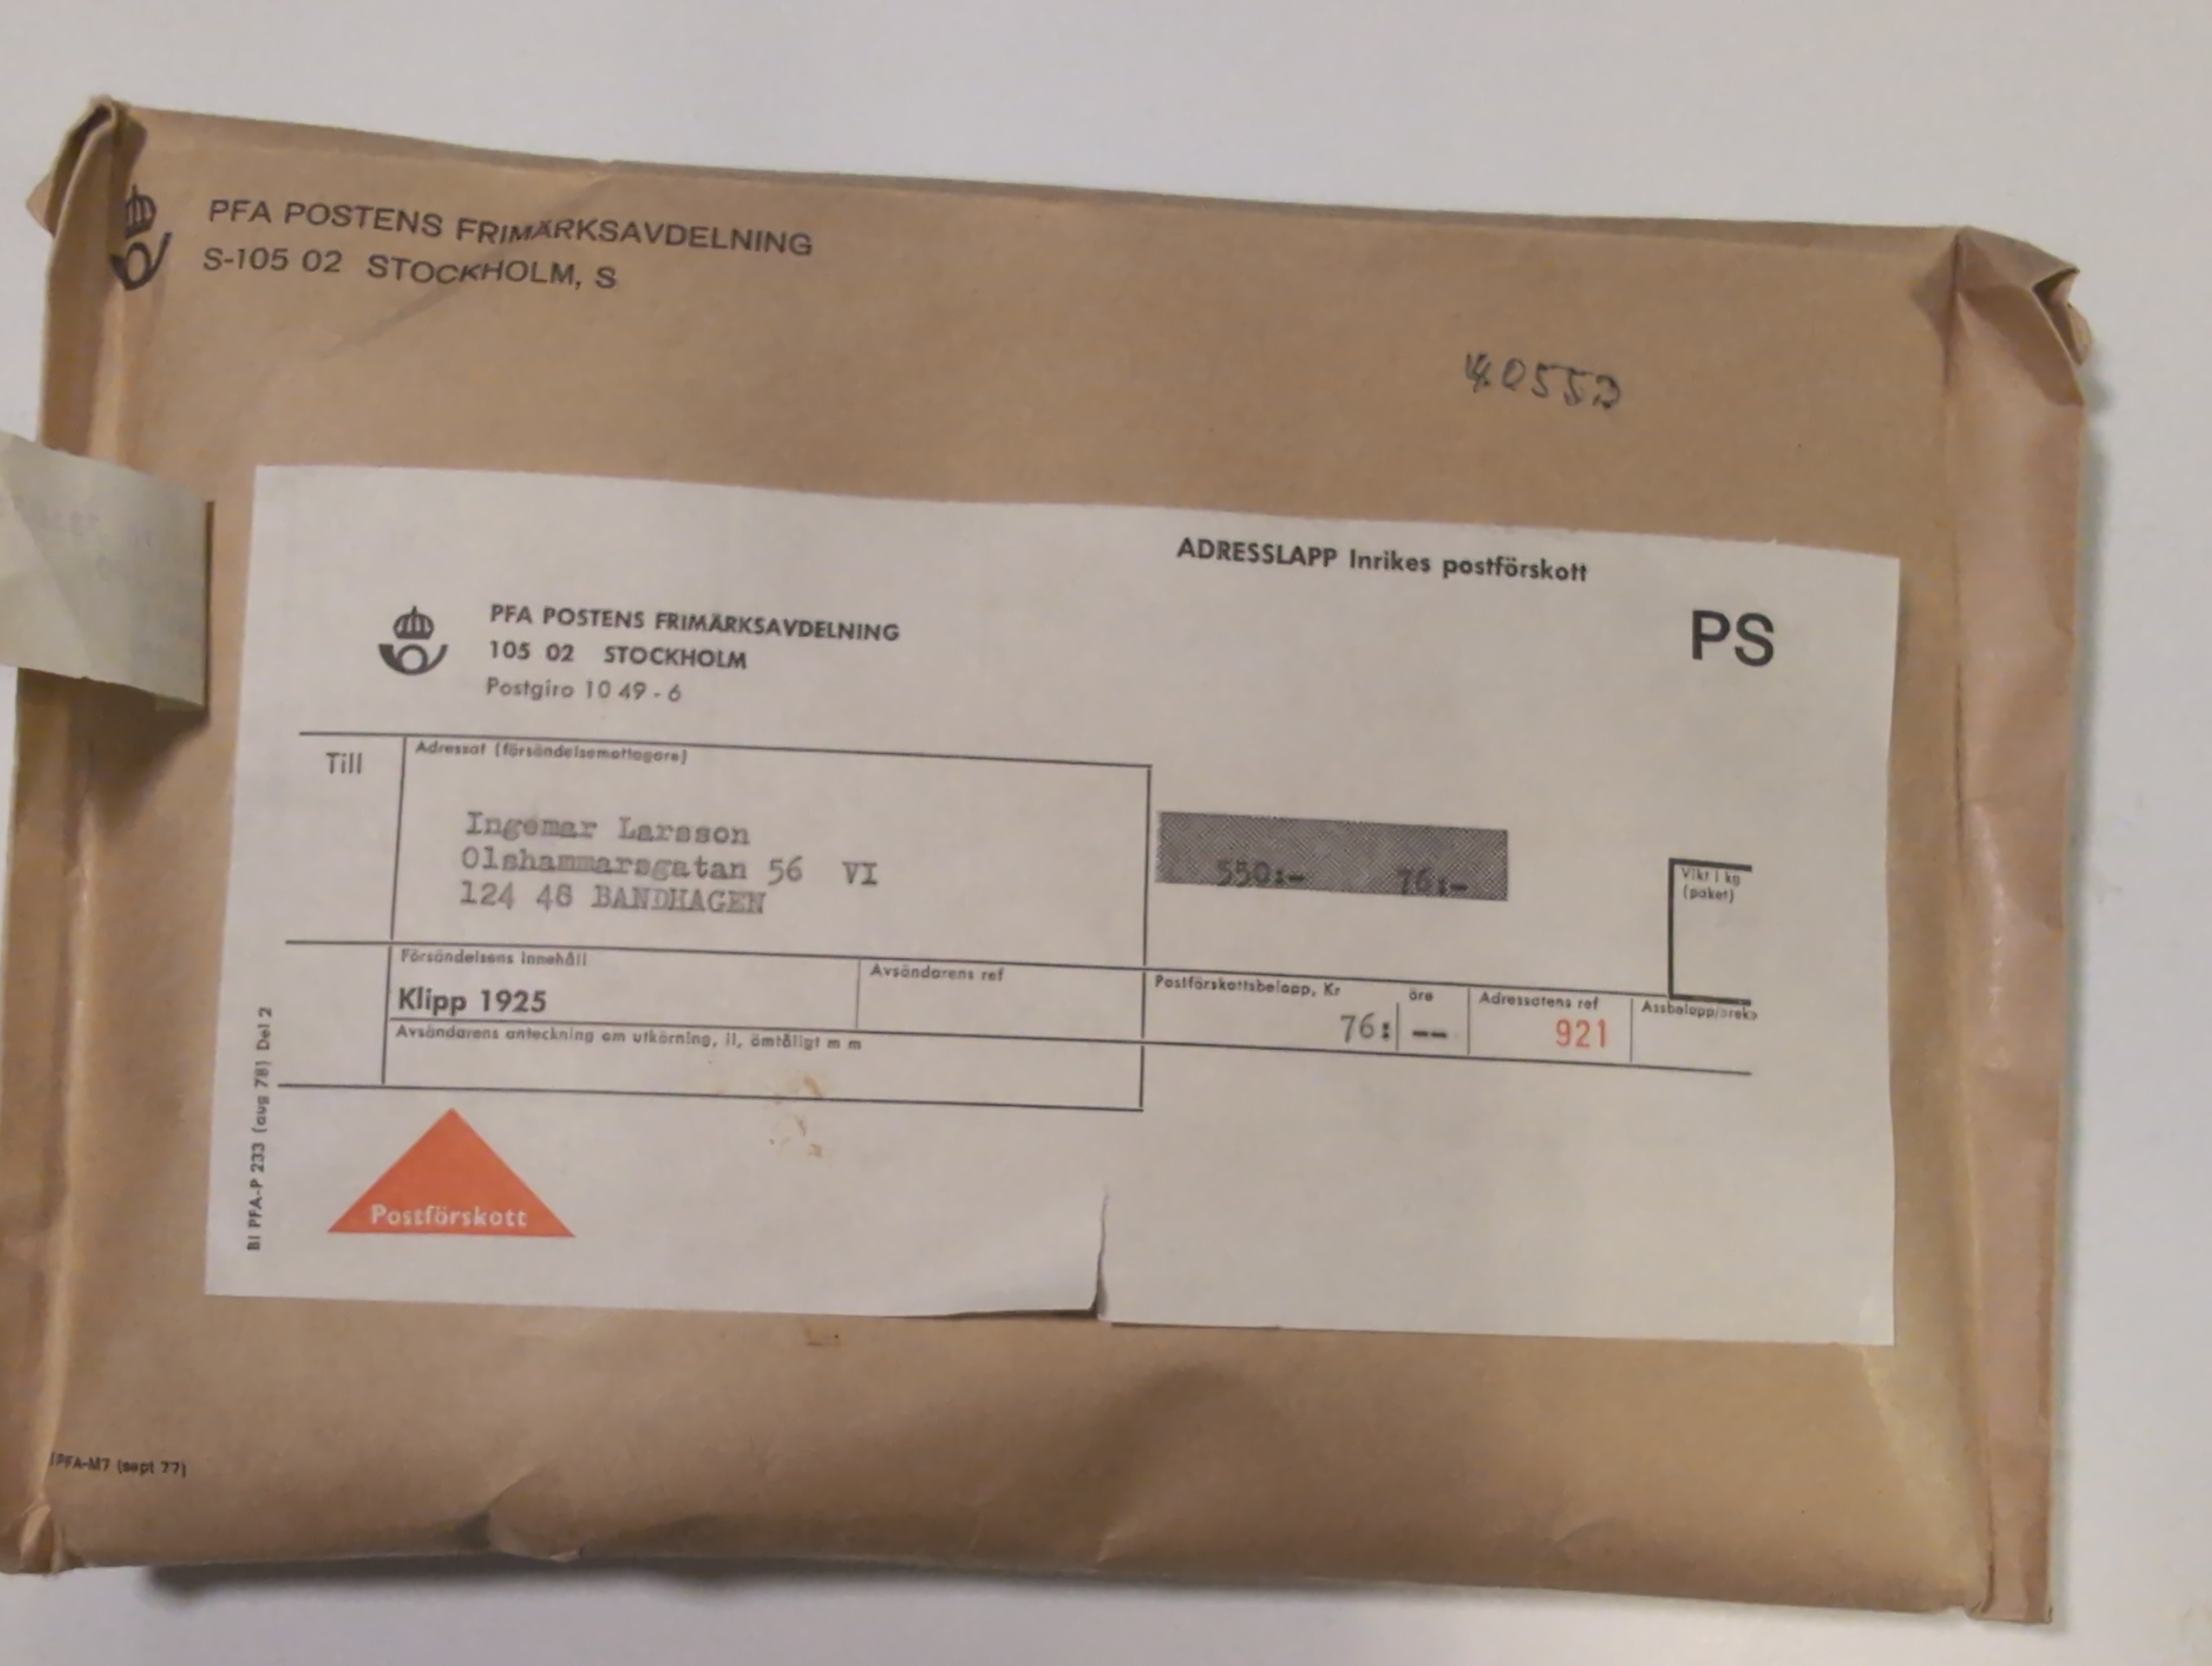 PFA POSTENS FRIMÄRKSAVDELNING
S-105 02 STOCKHOLM, S
40553
ADRESSLAPP Inrikes postförskott
PS
PFA POSTENS FRIMÄRKSAVDELNING
105 02 STOCKHOLM
Postgiro 10 49 - 6
Till
Adressat (försändelsemottagare)
Ingemar Larsson
Olshammarsgatan 56 VI
124 48 BANDHAGEN
550:- 76:-
Vikt i kg
(paket)
Försändelsens innehåll
Klipp 1925
Avsändarens ref
Postförskottsbelopp, Kr
öre
76: --
Adressatens ref
921
Avsändarens anteckning om utkörning, il, ömtåligt m m
BI PFA-P 233 (aug 78) Del 2
Postförskott
PFA-M7 (sept 77)